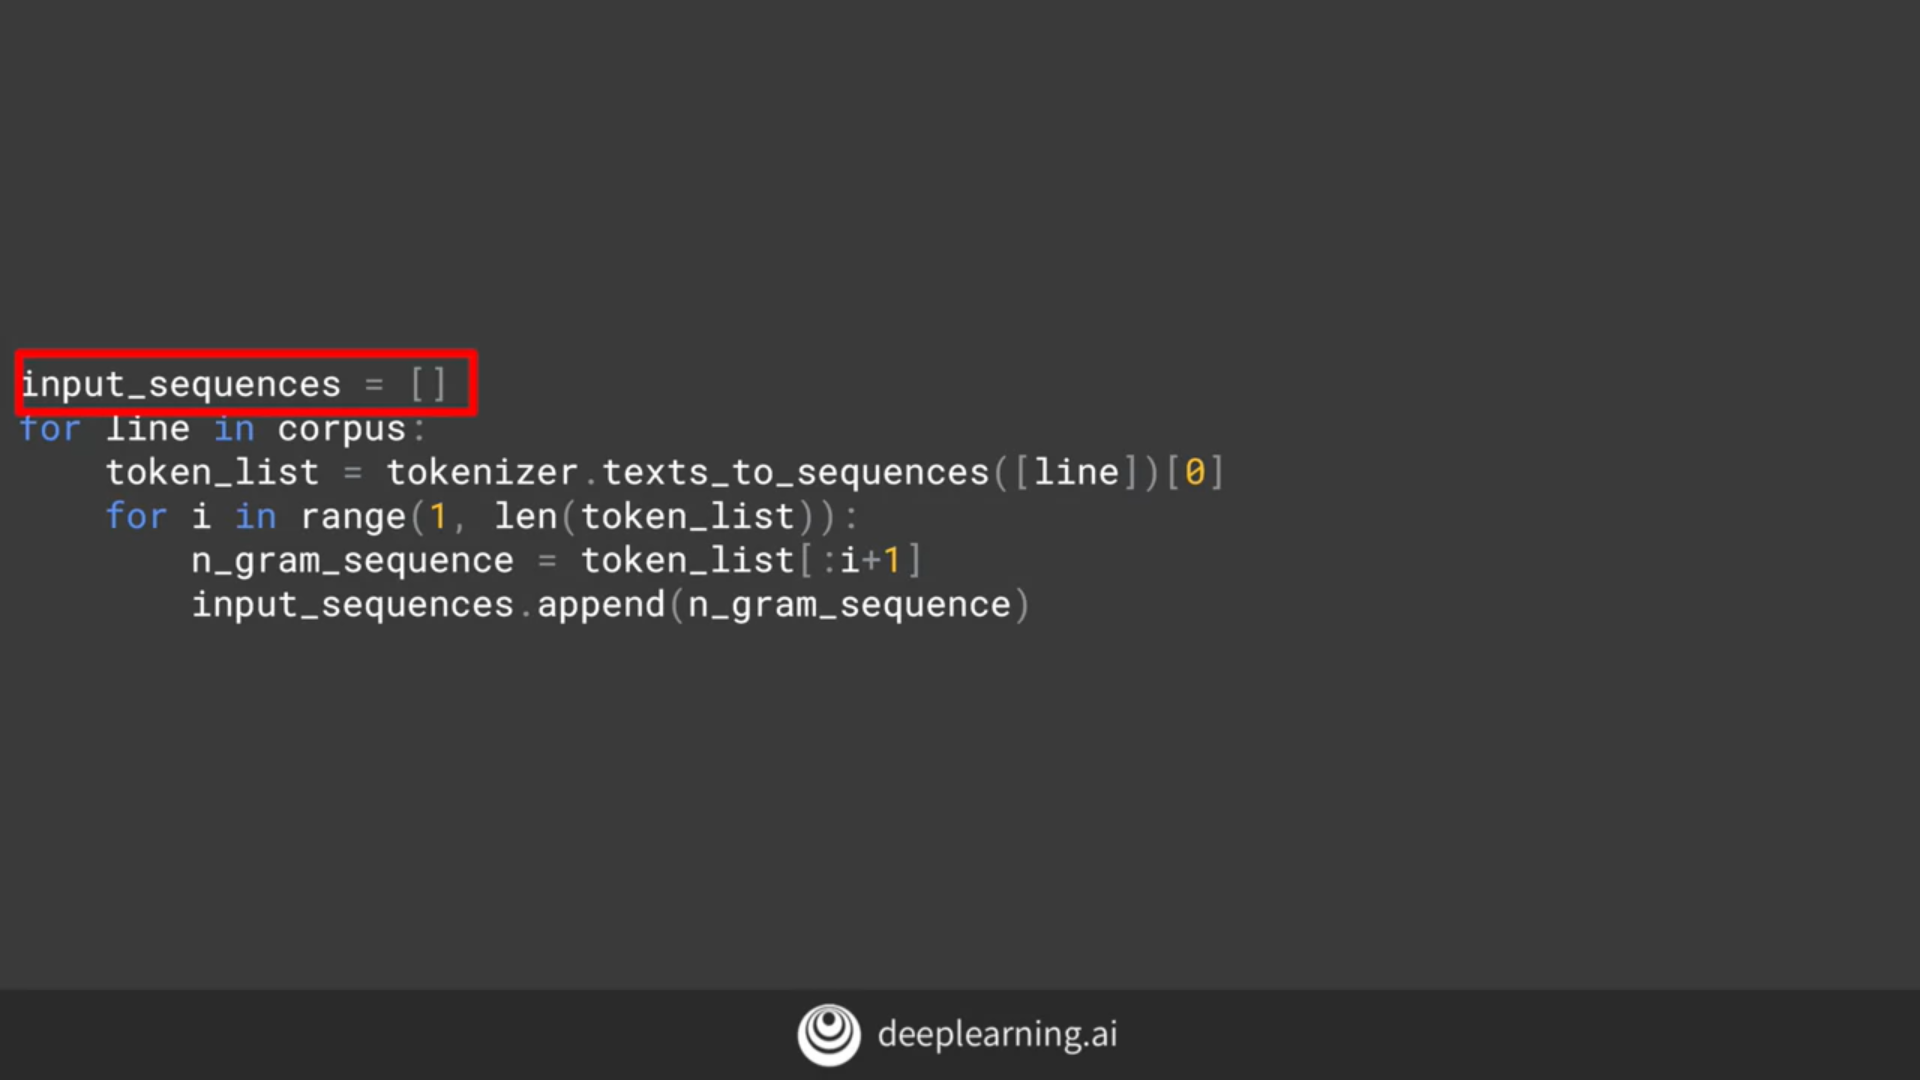 input_sequences = []
for line in corpus:
    token_list = tokenizer.texts_to_sequences([line])[0]
    for i in range(1, len(token_list)):
        n_gram_sequence = token_list[:i+1]
        input_sequences.append(n_gram_sequence)
deeplearning.ai